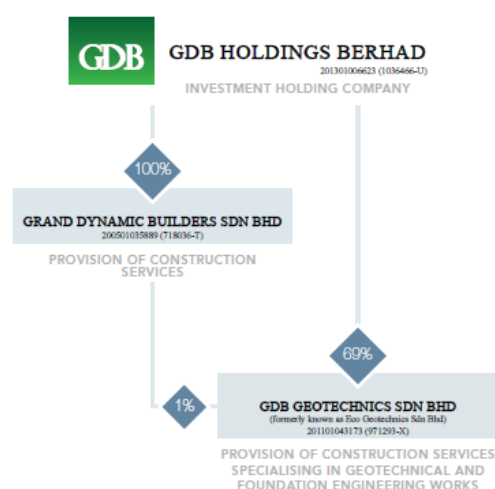 GDB
GDB HOLDINGS BERHAD
201301006623 (1036466-U)
INVESTMENT HOLDING COMPANY
100%
GRAND DYNAMIC BUILDERS SDN BHD
200501035889 (718036-T)
PROVISION OF CONSTRUCTION
SERVICES
69%
1%
GDB GEOTECHNICS SDN BHD
(formerly known as Eco Geotechnics Sdn Bhd)
201101043173 (971293-X)
PROVISION OF CONSTRUCTION SERVICES
SPECIALISING IN GEOTECHNICAL AND
FOUNDATION ENGINEERING WORKS